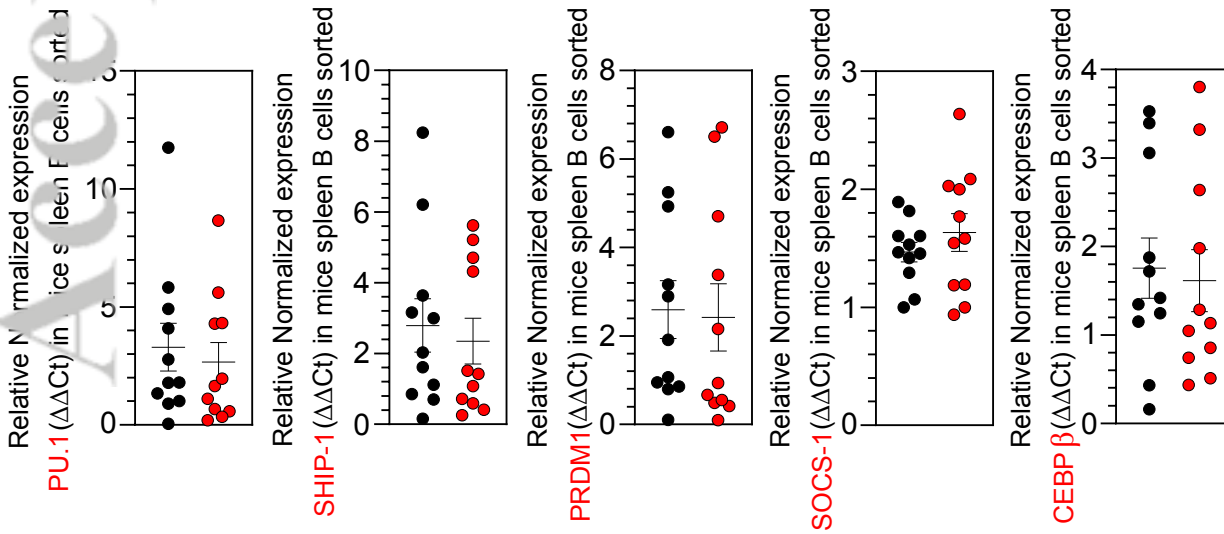 Acce
Relative Normalized expression
PU.1 (ΔΔCt) in mice spleen B cells sorted
15
10
5
0
Relative Normalized expression
SHIP-1 (ΔΔCt) in mice spleen B cells sorted
10
8
6
4
2
0
Relative Normalized expression
PRDM1 (ΔΔCt) in mice spleen B cells sorted
8
6
4
2
0
Relative Normalized expression
SOCS-1 (ΔΔCt) in mice spleen B cells sorted
3
2
1
0
Relative Normalized expression
CEBPβ (ΔΔCt) in mice spleen B cells sorted
4
3
2
1
0